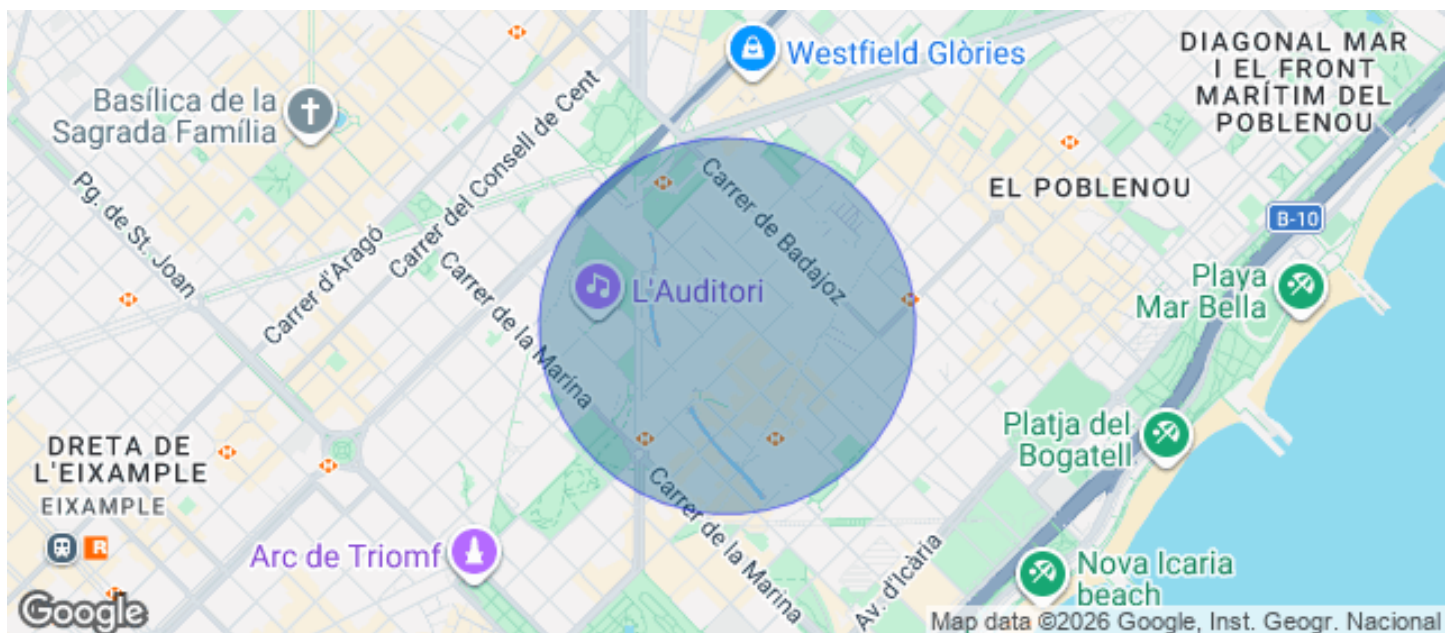 Westfield Glòries
DIAGONAL MAR
I EL FRONT
MARÍTIM DEL
POBLENOU
Basílica de la
Sagrada Família
Carrer del Consell de Cent
Pg. de St. Joan
Carrer d'Aragó
Carrer de Badajoz
EL POBLENOU
B-10
L'Auditori
Carrer de la Marina
Playa
Mar Bella
DRETA DE
L'EIXAMPLE
EIXAMPLE
Platja del
Bogatell
R
Arc de Triomf
Carrer de la Marina
Av. d'Icària
Nova Icaria
beach
Google
Map data ©2026 Google, Inst. Geogr. Nacional